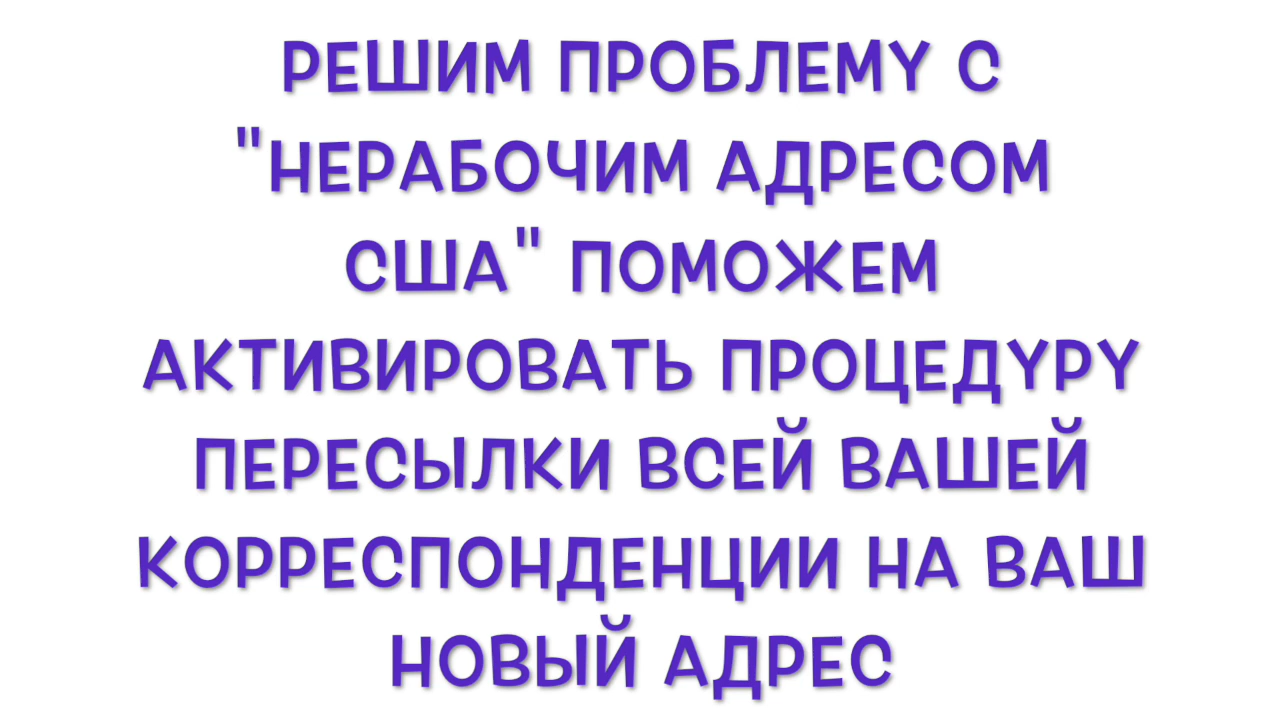 РЕШИМ ПРОБЛЕМУ С
"НЕРАБОЧИМ АДРЕСОМ
США" ПОМОЖЕМ
АКТИВИРОВАТЬ ПРОЦЕДУРУ
ПЕРЕСЫЛКИ ВСЕЙ ВАШЕЙ
КОРРЕСПОНДЕНЦИИ НА ВАШ
НОВЫЙ АДРЕС